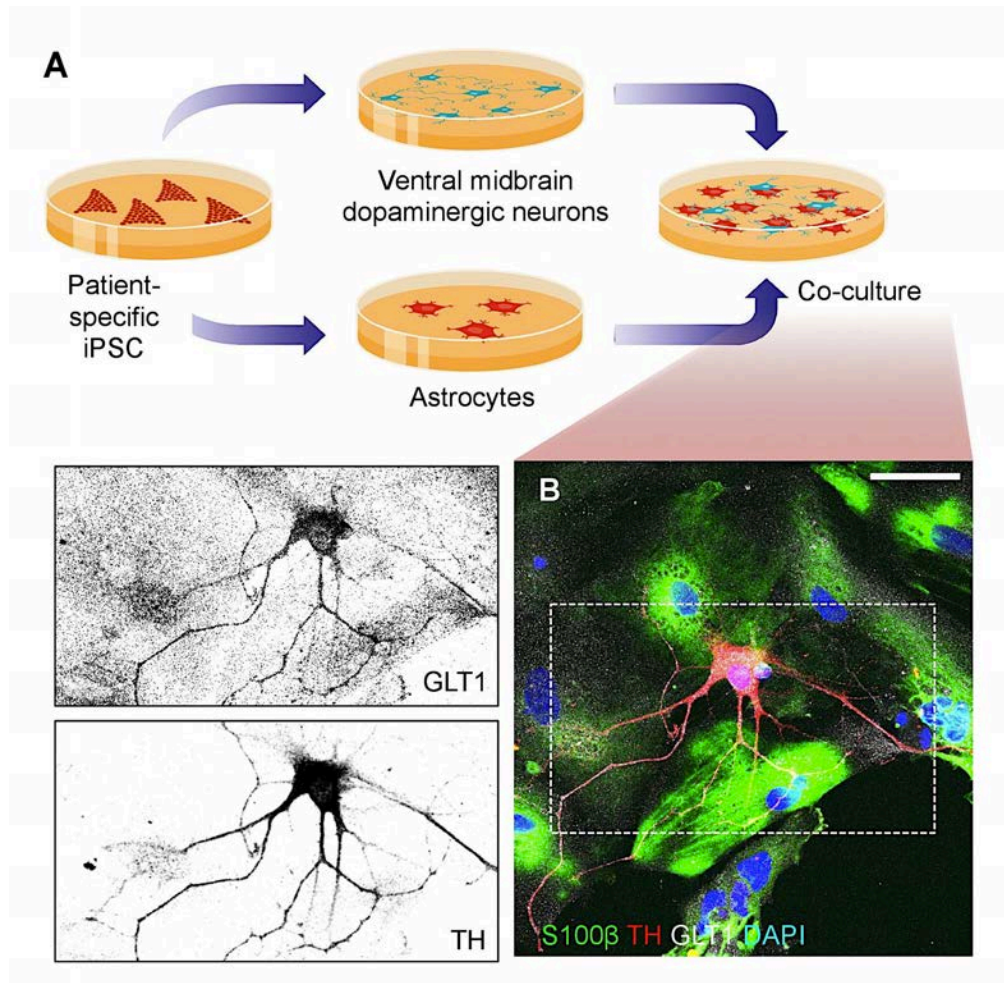 A
Ventral midbrain
dopaminergic neurons
Patient-
specific
iPSC
Co-culture
Astrocytes
GLT1
TH
B
S100β TH GLT1 DAPI